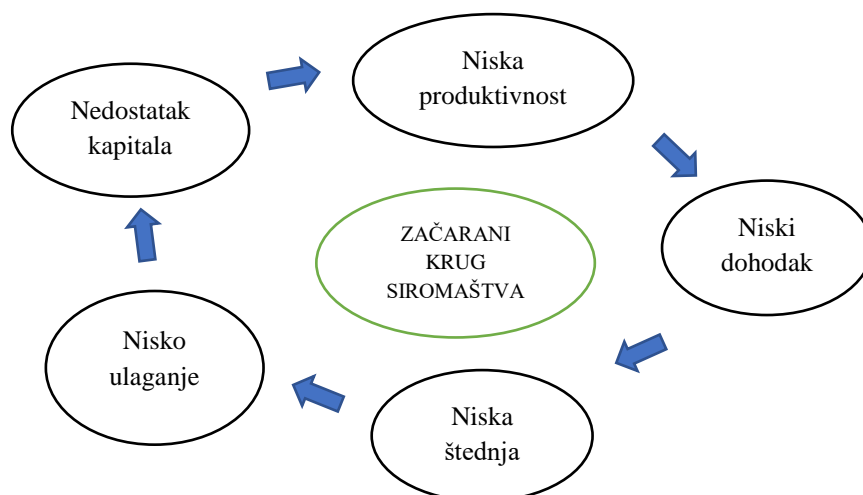 Niska
produktivnost
Nedostatak
kapitala
Niski
dohodak
ZAČARANI
KRUG
SIROMAŠTVA
Nisko
ulaganje
Niska
štednja